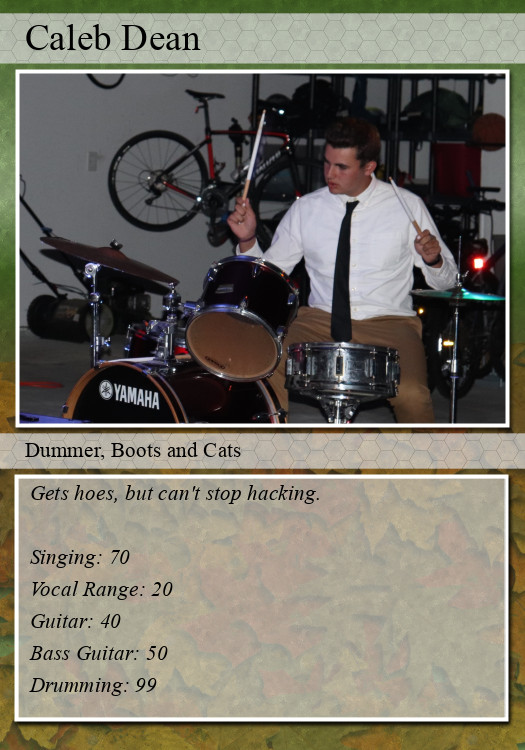 Caleb Dean
YAMAHA
Dummer, Boots and Cats
Gets hoes, but can't stop hacking.
Singing: 70
Vocal Range: 20
Guitar: 40
Bass Guitar: 50
Drumming: 99